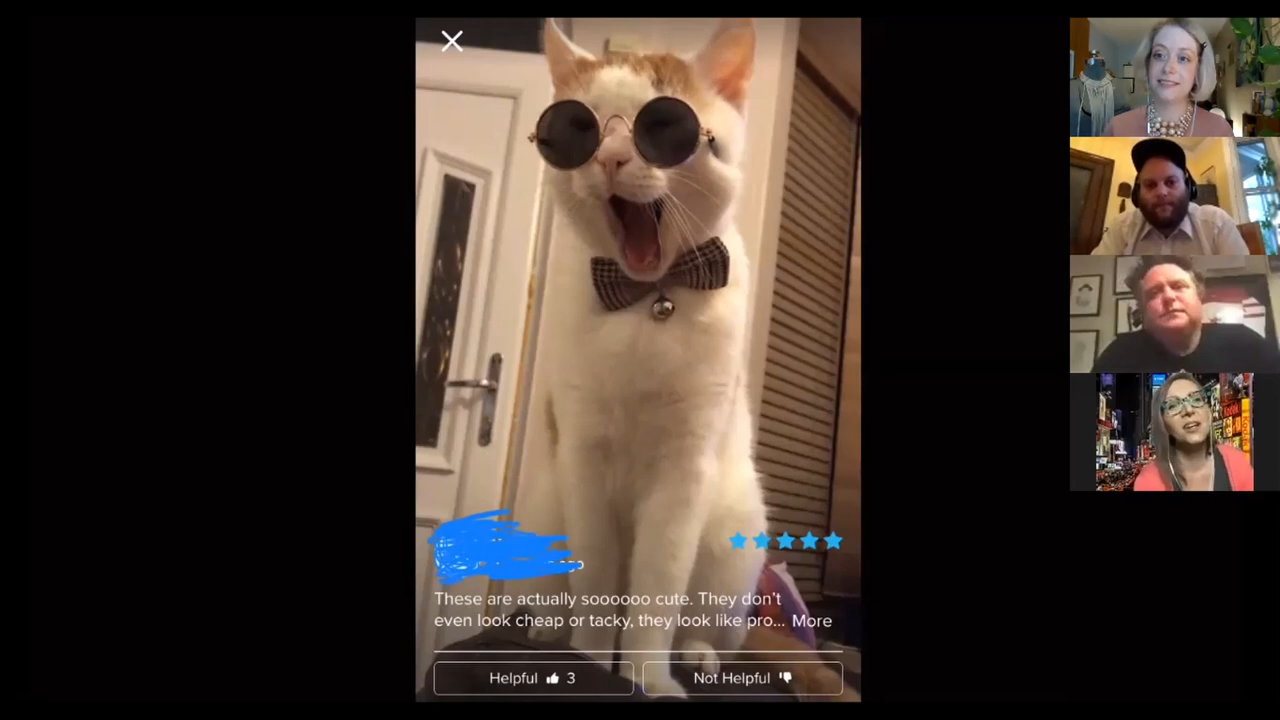 These are actually soooooo cute. They don't
even look cheap or tacky, they look like pro... More
Helpful 3
Not Helpful